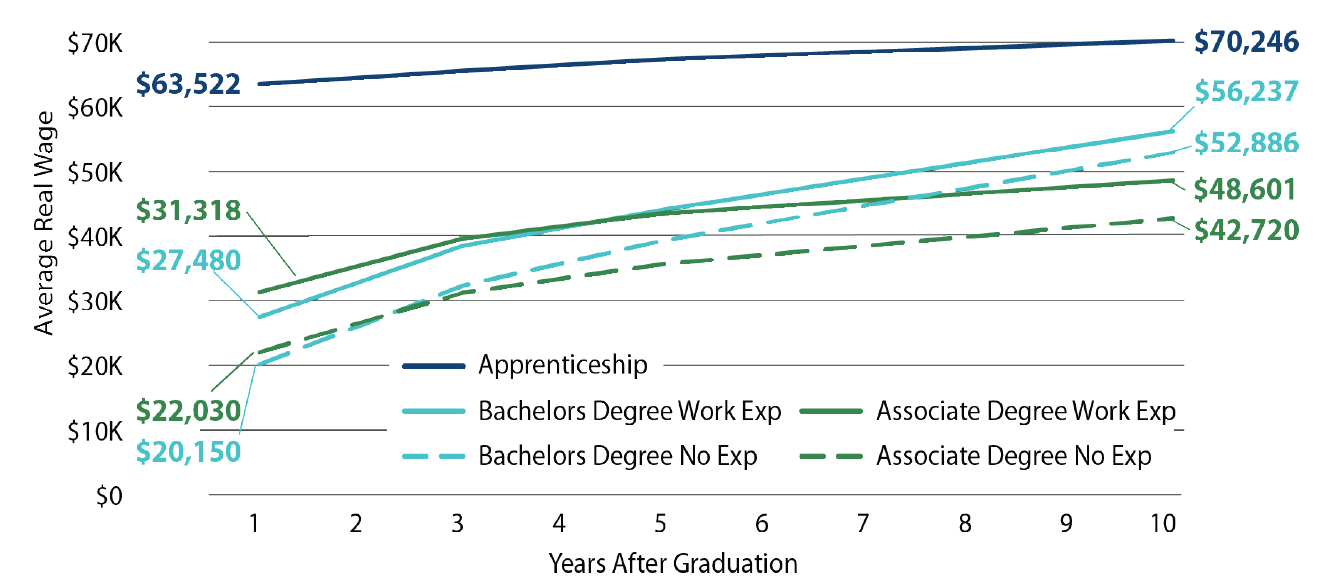 $70K
$60K
$50K
$40K
$30K
$20K
$10K
$0
Average Real Wage
$63,522
$31,318
$27,480
$22,030
$20,150
$70,246
$56,237
$52,886
$48,601
$42,720
Apprenticeship
Bachelors Degree Work Exp
Associate Degree Work Exp
Bachelors Degree No Exp
Associate Degree No Exp
1 2 3 4 5 6 7 8 9 10
Years After Graduation